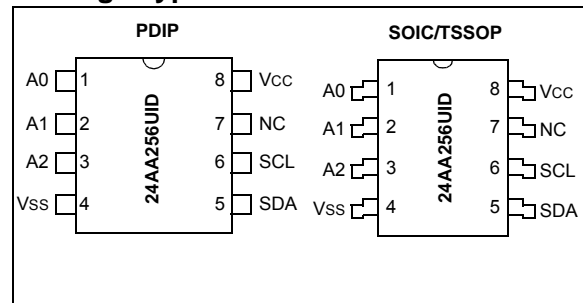 PDIP
A0 1 8 VCC
A1 2 7 NC
A2 3 6 SCL
VSS 4 5 SDA
24AA256UID
SOIC/TSSOP
A0 1 8 VCC
A1 2 7 NC
A2 3 6 SCL
VSS 4 5 SDA
24AA256UID